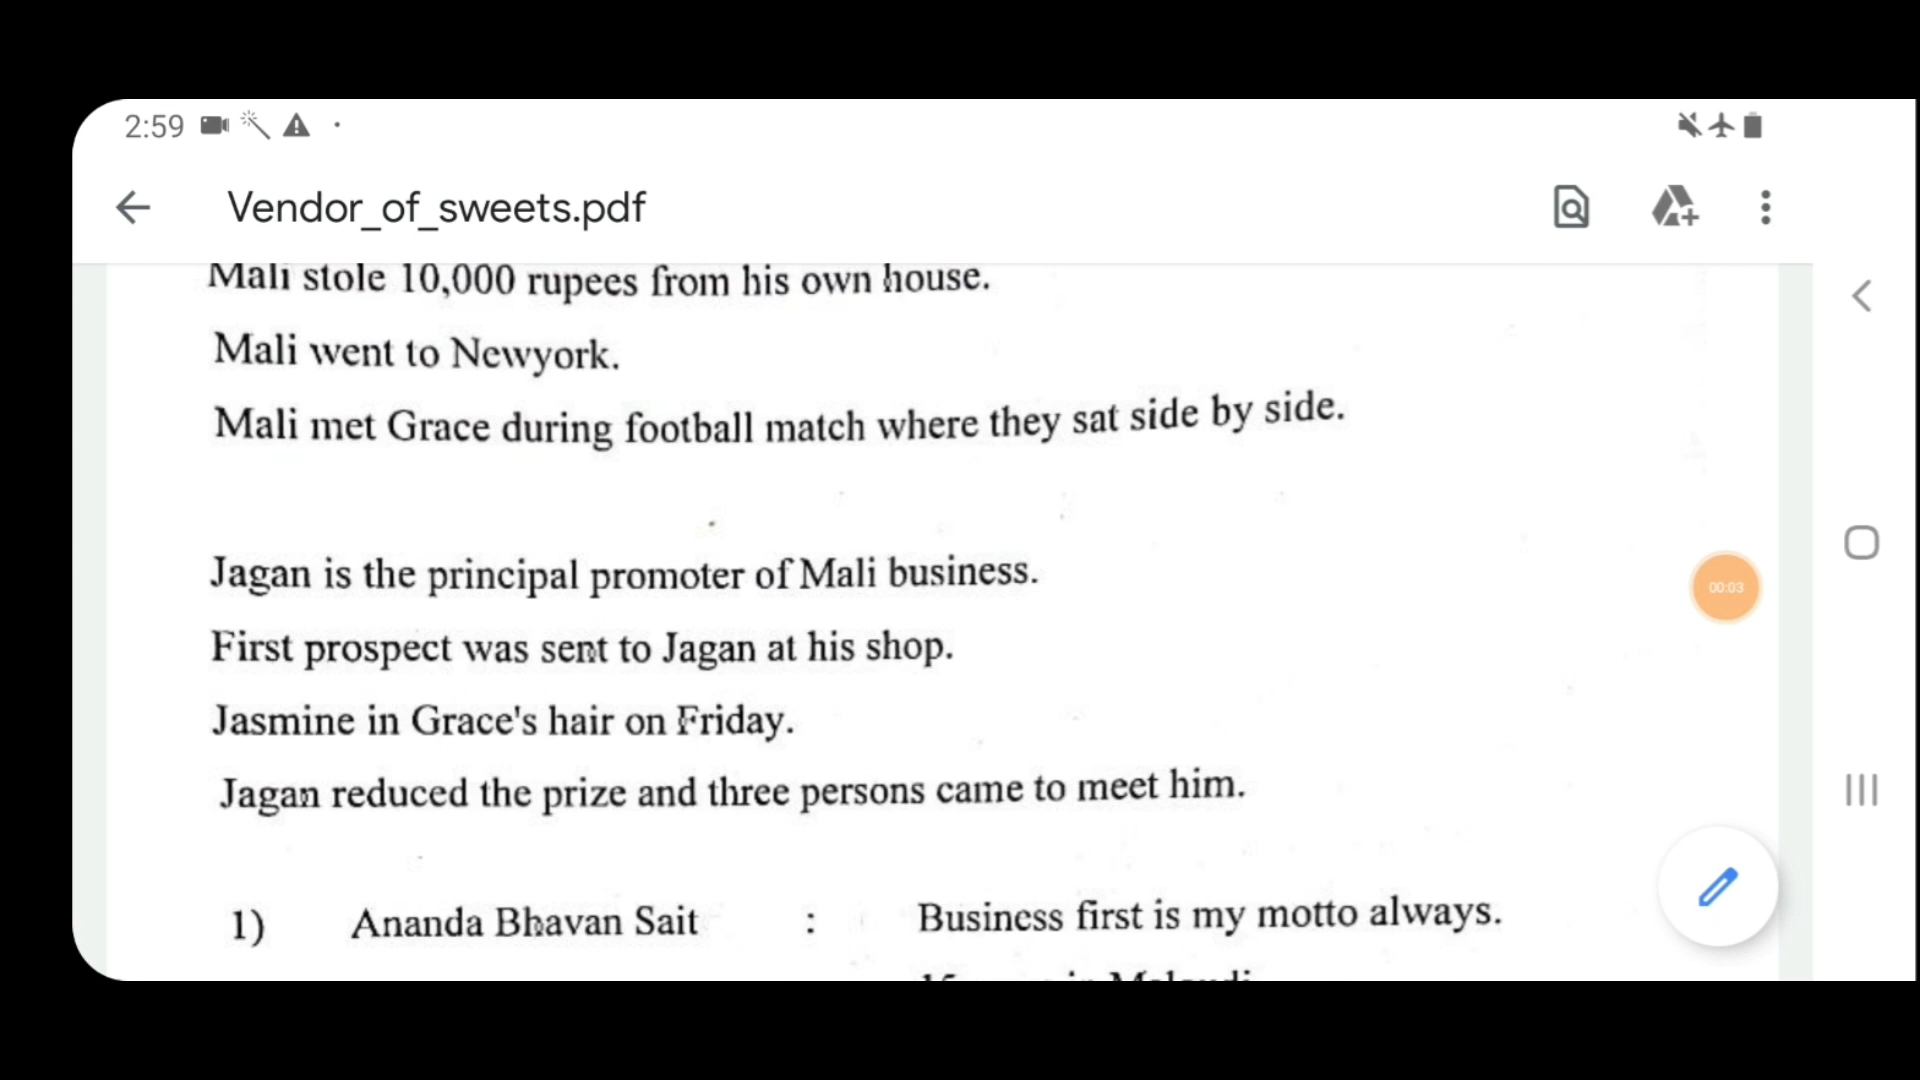 2:59
Vendor_of_sweets.pdf
Mali stole 10,000 rupees from his own house.
Mali went to Newyork.
Mali met Grace during football match where they sat side by side.
Jagan is the principal promoter of Mali business.
00:03
First prospect was sent to Jagan at his shop.
Jasmine in Grace's hair on Friday.
Jagan reduced the prize and three persons came to meet him.
1) Ananda Bhavan Sait : Business first is my motto always.